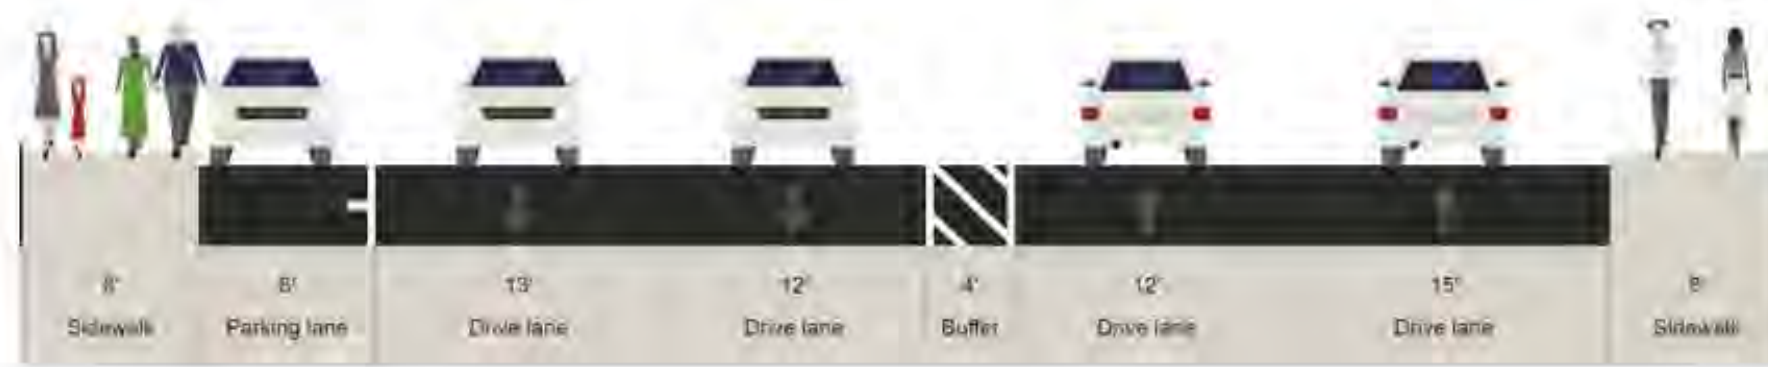 8' 8' 13' 12' 4' 12' 15' 8'
Sidewalk Parking lane Drive lane Drive lane Buffer Drive lane Drive lane Sidewalk